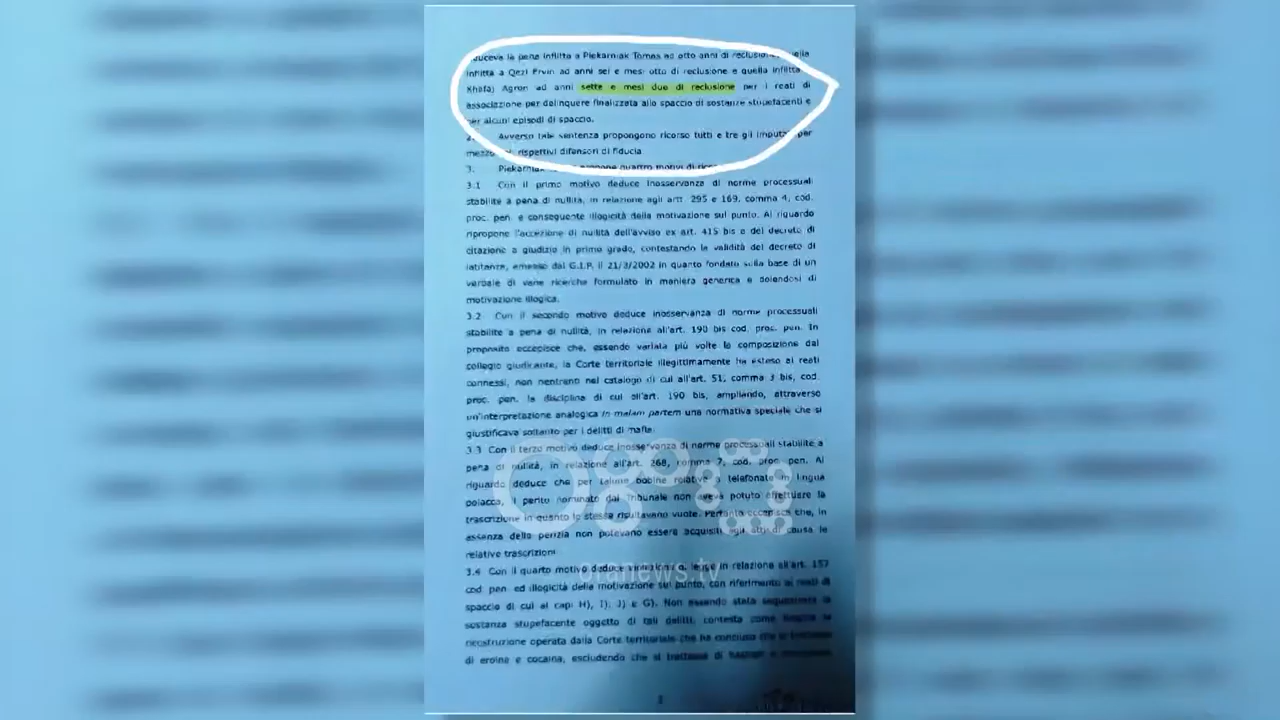 duceva la pena inflitta a Piekarniak Tomas ad otto anni di reclusione, quella
inflitta a Qezi Ervin ad anni sei e mesi otto di reclusione e quella inflitta
Xhafaj Agron ad anni sette e mesi due di reclusione per i reati di
associazione per delinquere finalizzata allo spaccio di sostanze stupefacenti e
per alcuni episodi di spaccio.
2. Avverso tale sentenza propongono ricorso tutti e tre gli imputati per
mezzo rispettivi difensori di fiducia
3. Piekarniak propone quattro motivi di
3.1 Con il primo motivo deduce inosservanza di norme processuali
stabilite a pena di nullità, in relazione agli artt. 295 e 169, comma 4, cod.
proc. pen. e conseguente illogicità della motivazione sul punto. Al riguardo
ripropone l'eccezione di nullità dell'avviso ex art. 415 bis e del decreto di
citazione a giudizio in primo grado, contestando la validità del decreto di
latitanza, emesso dal G.I.P. il 21/3/2002 in quanto fondato sulla base di un
verbale di vane ricerche formulato in maniera generica e dolendosi di
motivazione illogica.
3.2 Con il secondo motivo deduce inosservanza di norme processuali
stabilite a pena di nullità, in relazione all'art. 190 bis cod. proc. pen. In
proposito eccepisce che, essendo variata più volte la composizione del
collegio giudicante, la Corte territoriale illegittimamente ha esteso ai reati
connessi, non rientranti nel catalogo di cui all'art. 51, comma 3 bis, cod.
proc. pen. la disciplina di cui all'art. 190 bis, ampliando, attraverso
un'interpretazione analogica in malam partem una normativa speciale che si
giustificava soltanto per i delitti di mafia.
3.3 Con il terzo motivo deduce inosservanza di norme processuali stabilite a
pena di nullità, in relazione all'art. 268, comma 7, cod. proc. pen. Al
riguardo deduce che per talune bobine relative a telefonate in lingua
polacca, il perito nominato dal Tribunale non aveva potuto effettuare la
trascrizione in quanto le stesse risultavano vuote. Pertanto eccepisce che, in
assenza della perizia non potevano essere acquisiti agli atti di causa le
relative trascrizioni
3.4 Con il quarto motivo deduce violazione di legge in relazione all'art. 157
cod. pen. ed illogicità della motivazione sul punto, con riferimento ai reati di
spaccio di cui ai capi H), I), J) e G). Non essendo stata sequestrata la
sostanza stupefacente oggetto di tali delitti, contesta come illogica la
ricostruzione operata dalla Corte territoriale che ha concluso che si trattasse
di eroina e cocaina, escludendo che si trattasse di hashish e
oranews.tv
2